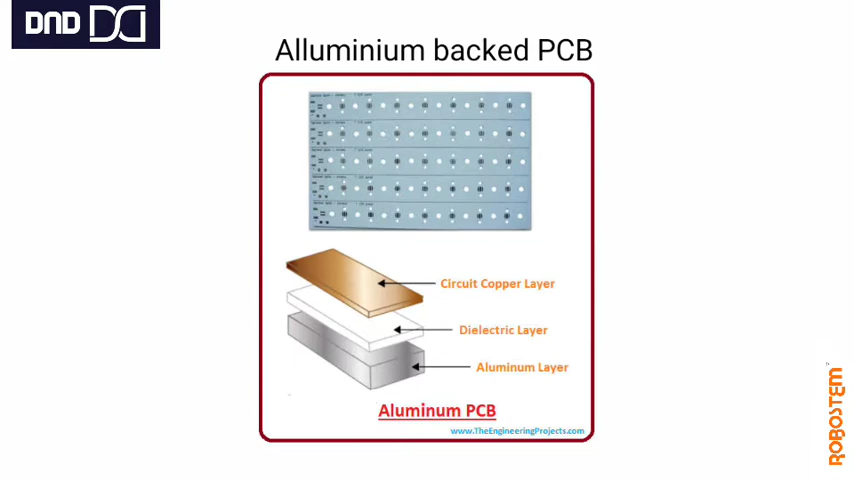 DND
Alluminium backed PCB
Circuit Copper Layer
Dielectric Layer
Aluminum Layer
Aluminum PCB
www.TheEngineeringProjects.com
ROBOSTEM